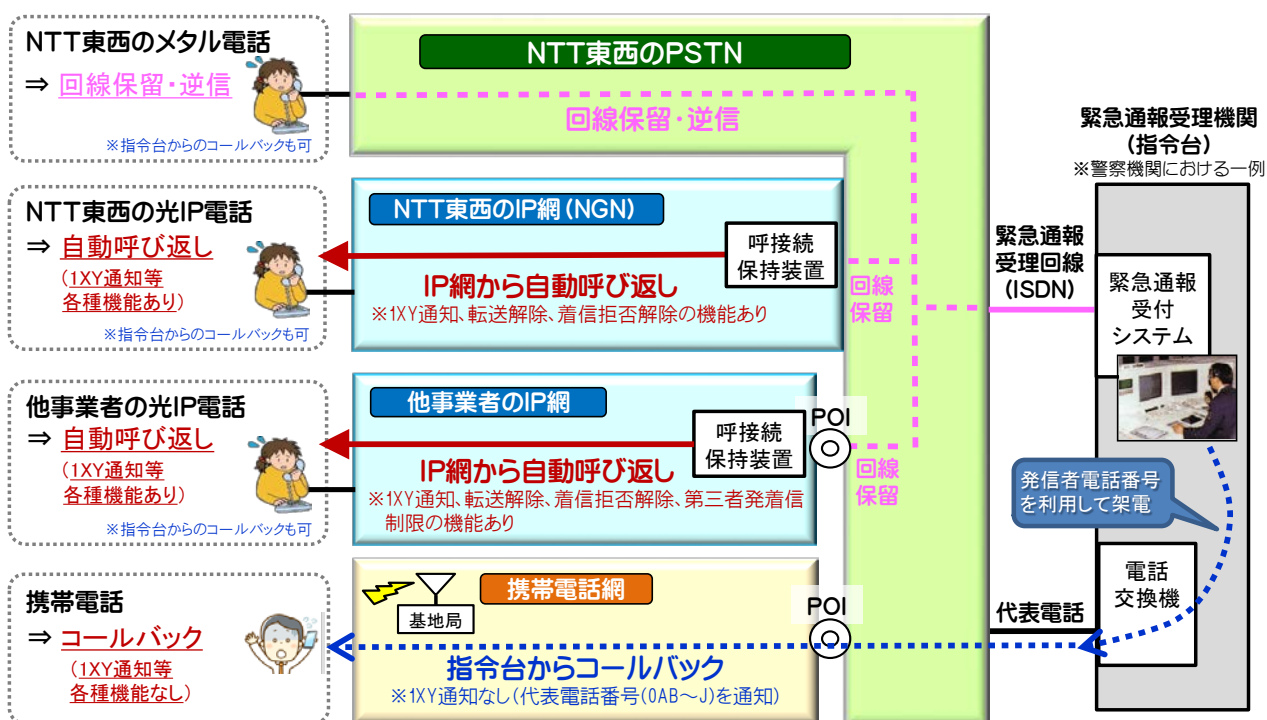 NTT東西のメタル電話
⇒ 回線保留・逆信
※指令台からのコールバックも可
NTT東西のPSTN
回線保留・逆信
緊急通報受理機関
(指令台)
※警察機関における一例
NTT東西の光IP電話
⇒ 自動呼び返し
(1XY通知等
各種機能あり)
※指令台からのコールバックも可
NTT東西のIP網(NGN)
呼接続
保持装置
IP網から自動呼び返し
※1XY通知、転送解除、着信拒否解除の機能あり
回線
保留
緊急通報
受理回線
(ISDN)
緊急通報
受付
システム
他事業者の光IP電話
⇒ 自動呼び返し
(1XY通知等
各種機能あり)
※指令台からのコールバックも可
他事業者のIP網
呼接続
保持装置
POI
IP網から自動呼び返し
※1XY通知、転送解除、着信拒否解除、第三者発着信
制限の機能あり
回線
保留
発信者電話番号
を利用して架電
携帯電話
⇒ コールバック
(1XY通知等
各種機能なし)
携帯電話網
基地局
POI
指令台からコールバック
※1XY通知なし(代表電話番号(0AB～J)を通知)
代表電話
電話
交換機